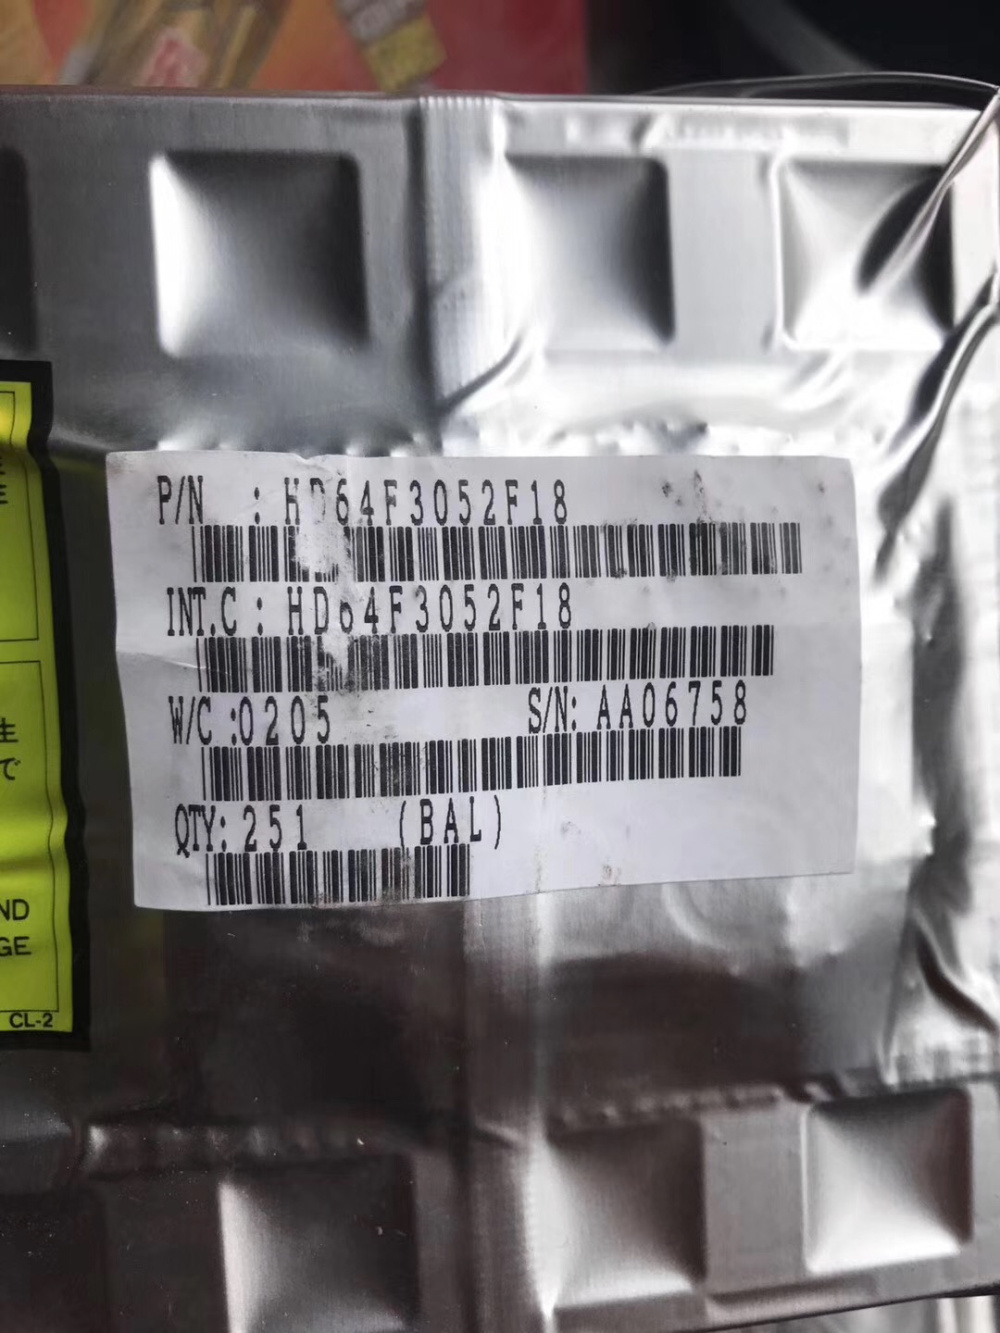 P/N : HD64F3052F18
INT.C : HD64F3052F18
W/C :0205 S/N: AA06758
QTY: 251 (BAL)
生
で
ND
GE
CL-2